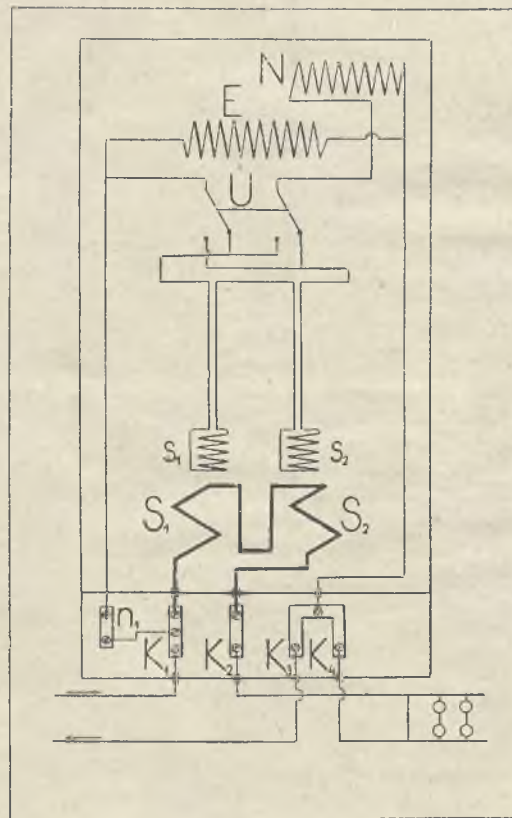 N
E
U
S₁ S₂
S₁ S₂
n₁ K₁ K₂ K₃ K₄